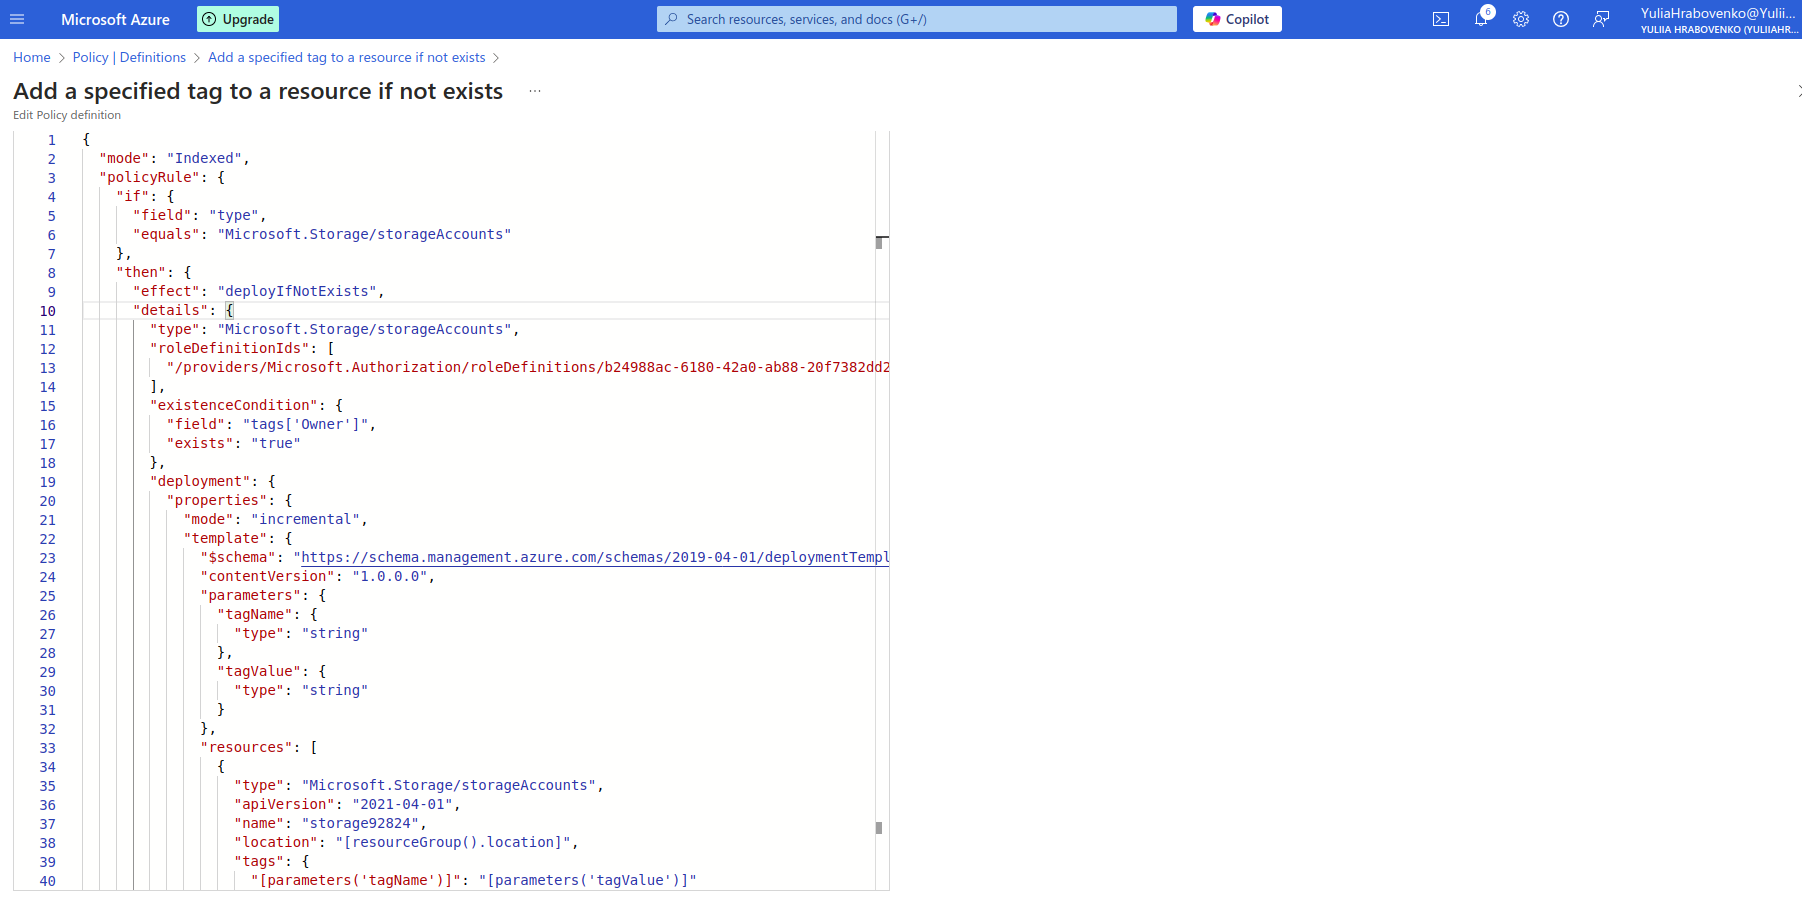 Microsoft Azure
Upgrade
Search resources, services, and docs (G+/)
Copilot
6
YuliaHrabovenko@Yulii...
YULIIA HRABOVENKO (YULIIAHR...
Home > Policy | Definitions > Add a specified tag to a resource if not exists >
Add a specified tag to a resource if not exists ...
Edit Policy definition
1 {
2 "mode": "Indexed",
3 "policyRule": {
4 "if": {
5 "field": "type",
6 "equals": "Microsoft.Storage/storageAccounts"
7 },
8 "then": {
9 "effect": "deployIfNotExists",
10 "details": {
11 "type": "Microsoft.Storage/storageAccounts",
12 "roleDefinitionIds": [
13 "/providers/Microsoft.Authorization/roleDefinitions/b24988ac-6180-42a0-ab88-20f7382dd2
14 ],
15 "existenceCondition": {
16 "field": "tags['Owner']",
17 "exists": "true"
18 },
19 "deployment": {
20 "properties": {
21 "mode": "incremental",
22 "template": {
23 "$schema": "https://schema.management.azure.com/schemas/2019-04-01/deploymentTempl
24 "contentVersion": "1.0.0.0",
25 "parameters": {
26 "tagName": {
27 "type": "string"
28 },
29 "tagValue": {
30 "type": "string"
31 }
32 },
33 "resources": [
34 {
35 "type": "Microsoft.Storage/storageAccounts",
36 "apiVersion": "2021-04-01",
37 "name": "storage92824",
38 "location": "[resourceGroup().location]",
39 "tags": {
40 "[parameters('tagName')]": "[parameters('tagValue')]"